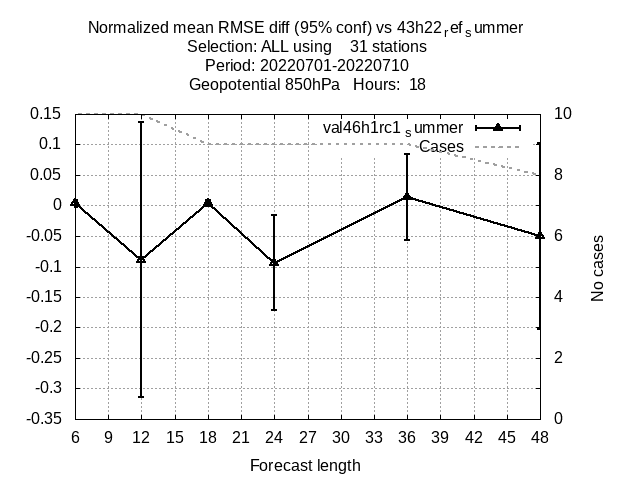 Normalized mean RMSE diff (95% conf) vs 43h22refsummer
Selection: ALL using 31 stations
Period: 20220701-20220710
Geopotential 850hPa Hours: 18
val46h1rc1summer
Cases
0.15
0.1
0.05
0
-0.05
-0.1
-0.15
-0.2
-0.25
-0.3
-0.35
10
8
6
4
2
0
No cases
6 9 12 15 18 21 24 27 30 33 36 39 42 45 48
Forecast length